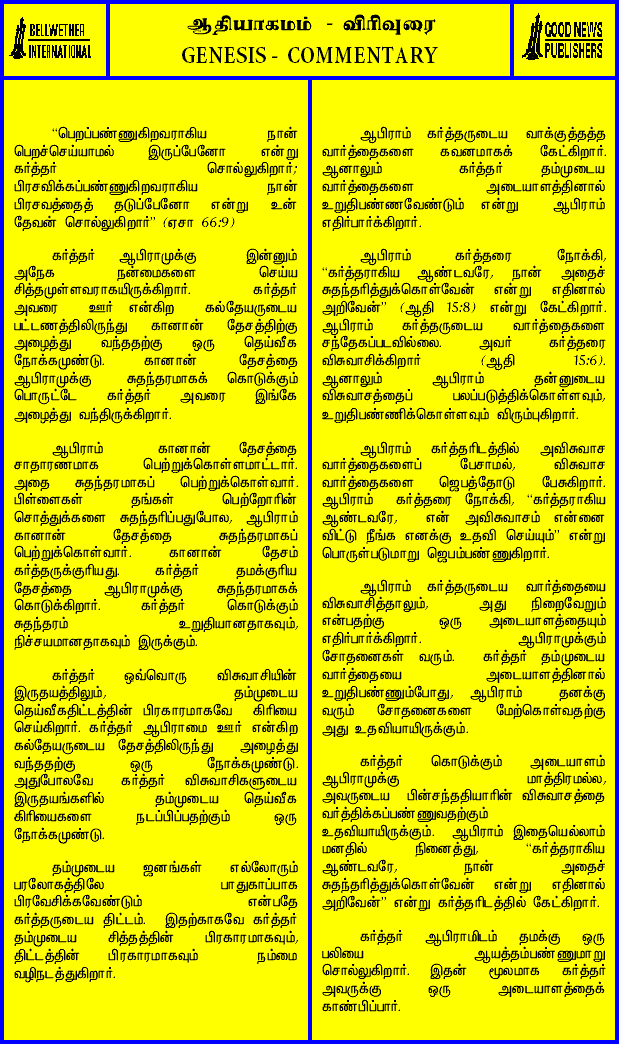 BELLWETHER
INTERNATIONAL
ஆதியாகமம் - விரிவுரை
GENESIS - COMMENTARY
GOOD NEWS
PUBLISHERS
“பெறப்பண்ணுகிறவராகிய நான்
பெறச்செய்யாமல் இருப்பேனோ என்று
கர்த்தர் சொல்லுகிறார்;
பிரசவிக்கப்பண்ணுகிறவராகிய நான்
பிரசவத்தைத் தடுப்பேனோ என்று உன்
தேவன் சொல்லுகிறார்” (ஏசா 66:9)
கர்த்தர் ஆபிராமுக்கு இன்னும்
அநேக நன்மைகளை செய்ய
சித்தமுள்ளவராகயிருக்கிறார். கர்த்தர்
அவரை ஊர் என்கிற கல்தேயருடைய
பட்டணத்திலிருந்து கானான் தேசத்திற்கு
அழைத்து வந்ததற்கு ஒரு தெய்வீக
நோக்கமுண்டு. கானான் தேசத்தை
ஆபிராமுக்கு சுதந்தரமாகக் கொடுக்கும்
பொருட்டே கர்த்தர் அவரை இங்கே
அழைத்து வந்திருக்கிறார்.
ஆபிராம் கானான் தேசத்தை
சாதாரணமாக பெற்றுக்கொள்ளமாட்டார்.
அதை சுதந்தரமாகப் பெற்றுக்கொள்வார்.
பிள்ளைகள் தங்கள் பெற்றோரின்
சொத்துக்களை சுதந்தரிப்பதுபோல, ஆபிராம்
கானான் தேசத்தை சுதந்தரமாகப்
பெற்றுக்கொள்வார். கானான் தேசம்
கர்த்தருக்குரியது. கர்த்தர் தமக்குரிய
தேசத்தை ஆபிராமுக்கு சுதந்தரமாகக்
கொடுக்கிறார். கர்த்தர் கொடுக்கும்
சுதந்தரம் உறுதியானதாகவும்,
நிச்சயமானதாகவும் இருக்கும்.
கர்த்தர் ஒவ்வொரு விசுவாசியின்
இருதயத்திலும், தம்முடைய
தெய்வீகதிட்டத்தின் பிரகாரமாகவே கிரியை
செய்கிறார். கர்த்தர் ஆபிராமை ஊர் என்கிற
கல்தேயருடைய தேசத்திலிருந்து அழைத்து
வந்ததற்கு ஒரு நோக்கமுண்டு.
அதுபோலவே கர்த்தர் விசுவாசிகளுடைய
இருதயங்களில் தம்முடைய தெய்வீக
கிரியைகளை நடப்பிப்பதற்கும் ஒரு
நோக்கமுண்டு.
தம்முடைய ஜனங்கள் எல்லோரும்
பரலோகத்திலே பாதுகாப்பாக
பிரவேசிக்கவேண்டும் என்பதே
கர்த்தருடைய திட்டம். இதற்காகவே கர்த்தர்
தம்முடைய சித்தத்தின் பிரகாரமாகவும்,
திட்டத்தின் பிரகாரமாகவும் நம்மை
வழிநடத்துகிறார்.
ஆபிராம் கர்த்தருடைய வாக்குத்தத்த
வார்த்தைகளை கவனமாகக் கேட்கிறார்.
ஆனாலும் கர்த்தர் தம்முடைய
வார்த்தைகளை அடையாளத்தினால்
உறுதிபண்ணவேண்டும் என்று ஆபிராம்
எதிர்பார்க்கிறார்.
ஆபிராம் கர்த்தரை நோக்கி,
“கர்த்தராகிய ஆண்டவரே, நான் அதைச்
சுதந்தரித்துக்கொள்வேன் என்று எதினால்
அறிவேன்” (ஆதி 15:8) என்று கேட்கிறார்.
ஆபிராம் கர்த்தருடைய வார்த்தைகளை
சந்தேகப்படவில்லை. அவர் கர்த்தரை
விசுவாசிக்கிறார் (ஆதி 15:6).
ஆனாலும் ஆபிராம் தன்னுடைய
விசுவாசத்தைப் பலப்படுத்திக்கொள்ளவும்,
உறுதிபண்ணிக்கொள்ளவும் விரும்புகிறார்.
ஆபிராம் கர்த்தரிடத்தில் அவிசுவாச
வார்த்தைகளைப் பேசாமல், விசுவாச
வார்த்தைகளை ஜெபத்தோடு பேசுகிறார்.
ஆபிராம் கர்த்தரை நோக்கி, “கர்த்தராகிய
ஆண்டவரே, என் அவிசுவாசம் என்னை
விட்டு நீங்க எனக்கு உதவி செய்யும்” என்று
பொருள்படுமாறு ஜெபம்பண்ணுகிறார்.
ஆபிராம் கர்த்தருடைய வார்த்தையை
விசுவாசித்தாலும், அது நிறைவேறும்
என்பதற்கு ஒரு அடையாளத்தையும்
எதிர்பார்க்கிறார். ஆபிராமுக்கும்
சோதனைகள் வரும். கர்த்தர் தம்முடைய
வார்த்தையை அடையாளத்தினால்
உறுதிபண்ணும்போது, ஆபிராம் தனக்கு
வரும் சோதனைகளை மேற்கொள்வதற்கு
அது உதவியாயிருக்கும்.
கர்த்தர் கொடுக்கும் அடையாளம்
ஆபிராமுக்கு மாத்திரமல்ல,
அவருடைய பின்சந்ததியாரின் விசுவாசத்தை
வர்த்திக்கப்பண்ணுவதற்கும்
உதவியாயிருக்கும். ஆபிராம் இதையெல்லாம்
மனதில் நினைத்து, “கர்த்தராகிய
ஆண்டவரே, நான் அதைச்
சுதந்தரித்துக்கொள்வேன் என்று எதினால்
அறிவேன்” என்று கர்த்தரிடத்தில் கேட்கிறார்.
கர்த்தர் ஆபிராமிடம் தமக்கு ஒரு
பலியை ஆயத்தம்பண்ணுமாறு
சொல்லுகிறார். இதன் மூலமாக கர்த்தர்
அவருக்கு ஒரு அடையாளத்தைக்
காண்பிப்பார்.